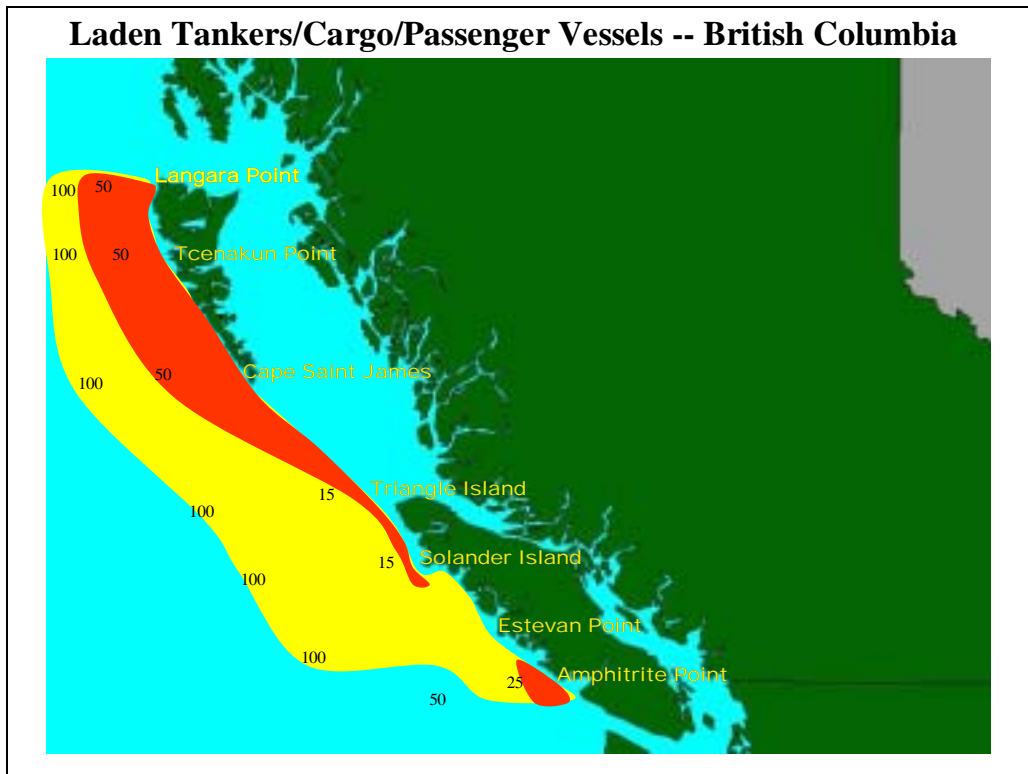 Laden Tankers/Cargo/Passenger Vessels -- British Columbia
Langara Point
100
50
Tcenakun Point
100
50
Cape Saint James
50
100
Triangle Island
15
100
Solander Island
15
100
Estevan Point
100
Amphitrite Point
25
50